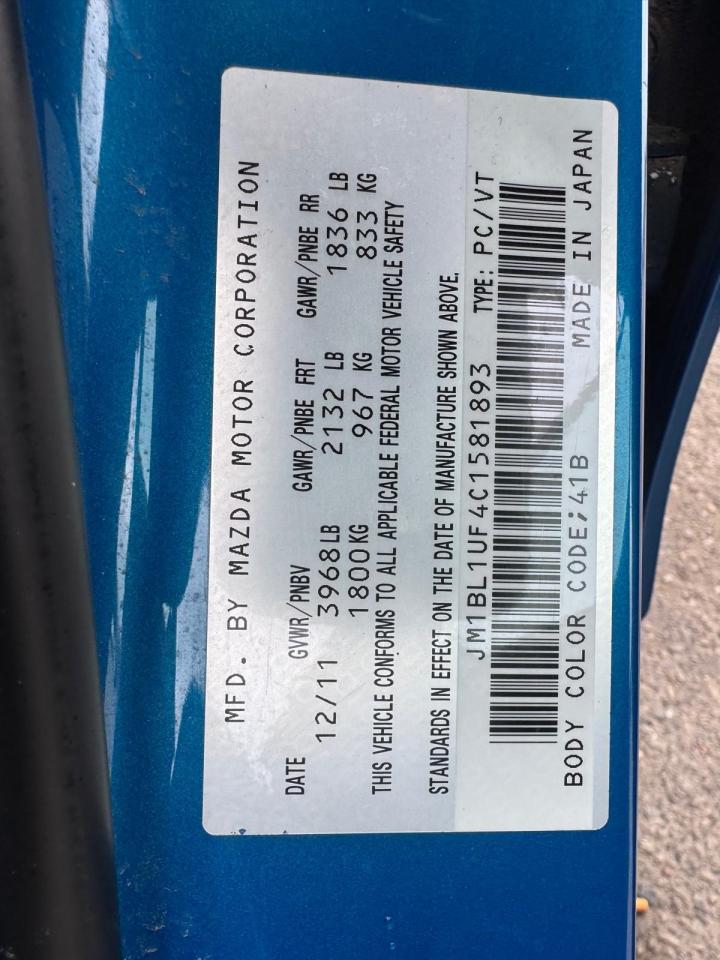 MFD. BY MAZDA MOTOR CORPORATION
DATE GVWR/PNBV GAWR/PNBE FRT GAWR/PNBE RR
12/11 3968LB 2132 LB 1836 LB
1800KG 967 KG 833 KG
THIS VEHICLE CONFORMS TO ALL APPLICABLE FEDERAL MOTOR VEHICLE SAFETY
STANDARDS IN EFFECT ON THE DATE OF MANUFACTURE SHOWN ABOVE.
JM1BL1UF4C1581893 TYPE: PC/VT
BODY COLOR CODE;41B MADE IN JAPAN